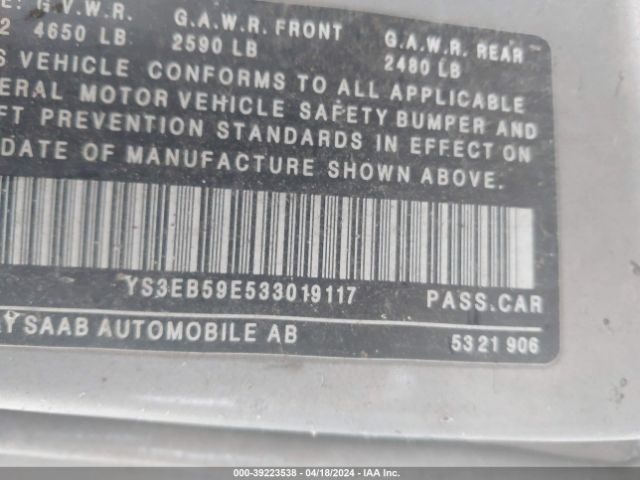 E: G.V.W.R. G.A.W.R. FRONT G.A.W.R. REAR
2 4650 LB 2590 LB 2480 LB
S VEHICLE CONFORMS TO ALL APPLICABLE
ERAL MOTOR VEHICLE SAFETY BUMPER AND
FT PREVENTION STANDARDS IN EFFECT ON
DATE OF MANUFACTURE SHOWN ABOVE.
YS3EB59E533019117 PASS.CAR
BY SAAB AUTOMOBILE AB 53 21 906
000-39223538 - 04/18/2024 - IAA Inc.